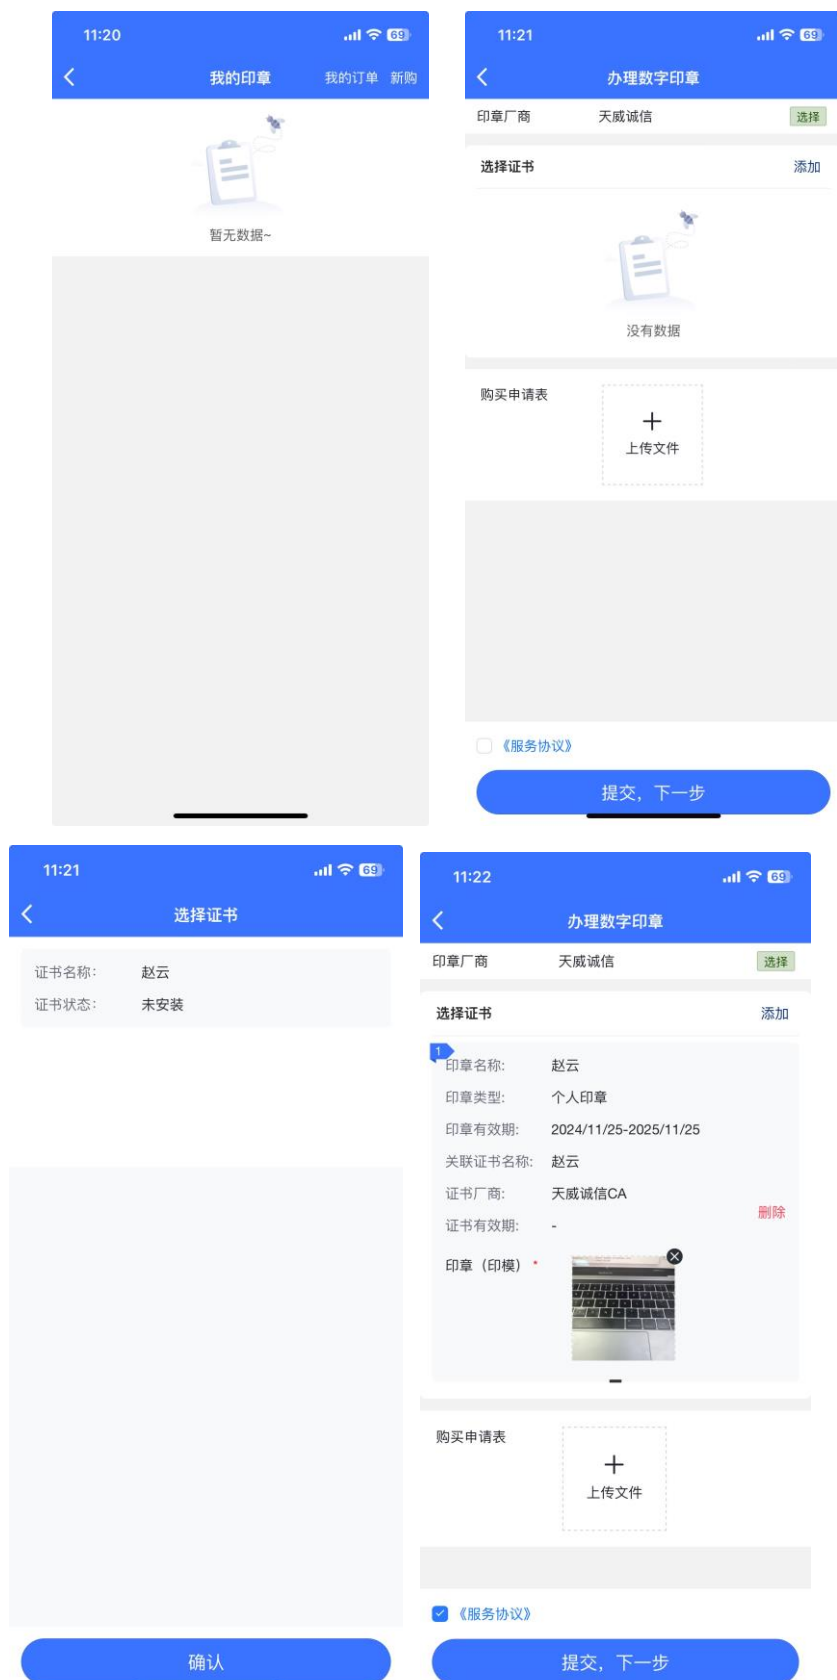 11:20
69
我的印章
我的订单 新购
暂无数据~
11:21
69
办理数字印章
印章厂商 天威诚信 选择
选择证书 添加
没有数据
购买申请表
上传文件
《服务协议》
提交，下一步
11:21
69
选择证书
证书名称： 赵云
证书状态： 未安装
确认
11:22
69
办理数字印章
印章厂商 天威诚信 选择
选择证书 添加
1
印章名称: 赵云
印章类型: 个人印章
印章有效期: 2024/11/25-2025/11/25
关联证书名称: 赵云
证书厂商: 天威诚信CA
删除
证书有效期: -
印章（印模） *
购买申请表
上传文件
《服务协议》
提交，下一步